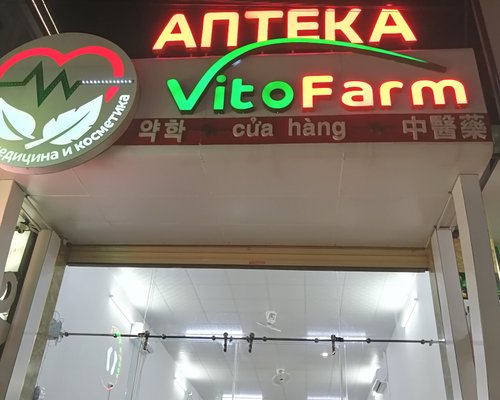 АПТЕКА
VitoFarm
약학 cửa hàng 中醫藥
медицина и косметика